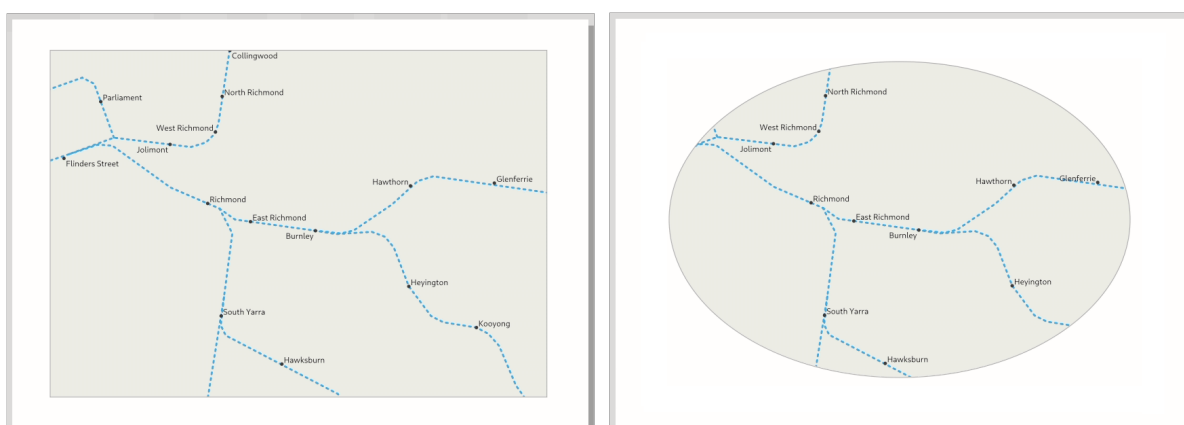 Collingwood
Parliament
North Richmond
West Richmond
Jolimont
Flinders Street
Hawthorn
Glenferrie
Richmond
East Richmond
Burnley
Heyington
South Yarra
Kooyong
Hawksburn
North Richmond
West Richmond
Jolimont
Hawthorn
Glenferrie
Richmond
East Richmond
Burnley
Heyington
South Yarra
Hawksburn